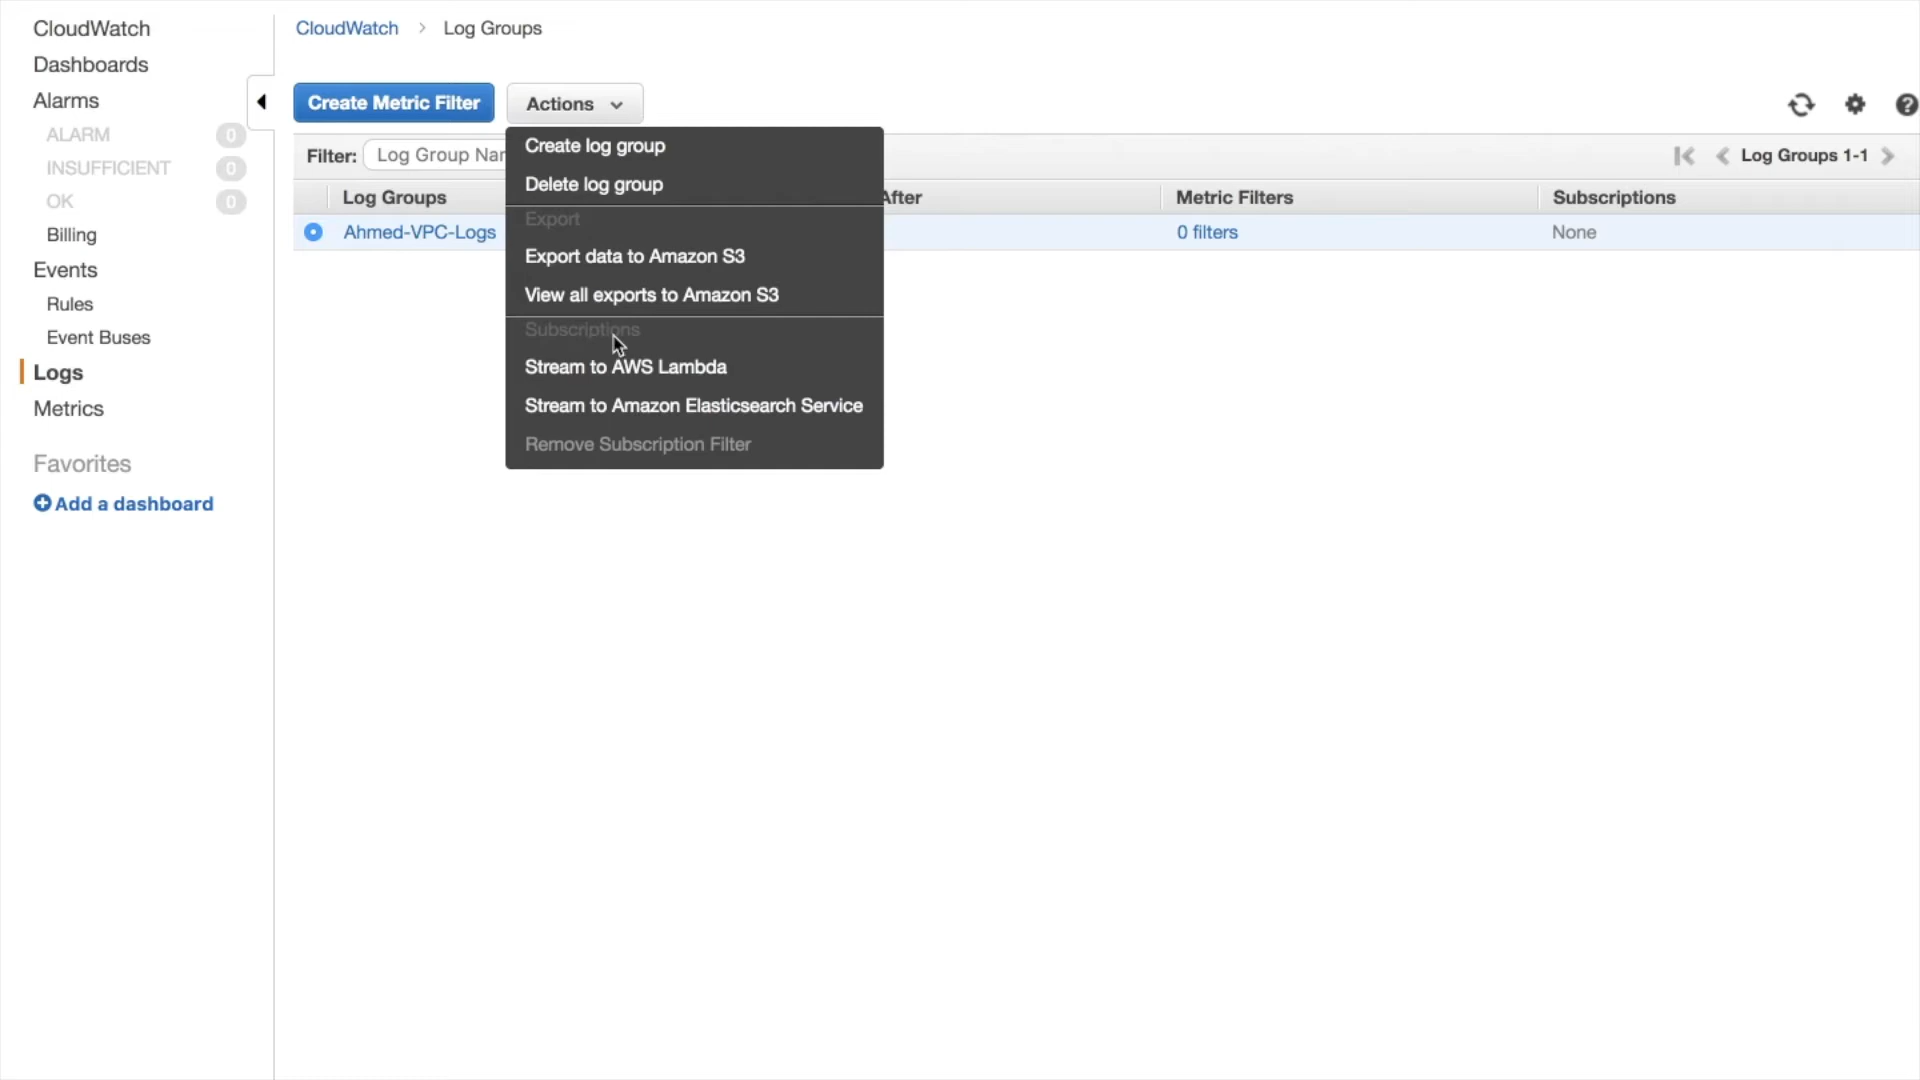 CloudWatch
Dashboards
Alarms
ALARM 0
INSUFFICIENT 0
OK 0
Billing
Events
Rules
Event Buses
Logs
Metrics
Favorites
Add a dashboard
CloudWatch > Log Groups
Create Metric Filter Actions
Filter: Log Group Nar
Log Groups 1-1
Log Groups After Metric Filters Subscriptions
Ahmed-VPC-Logs 0 filters None
Create log group
Delete log group
Export
Export data to Amazon S3
View all exports to Amazon S3
Subscriptions
Stream to AWS Lambda
Stream to Amazon Elasticsearch Service
Remove Subscription Filter